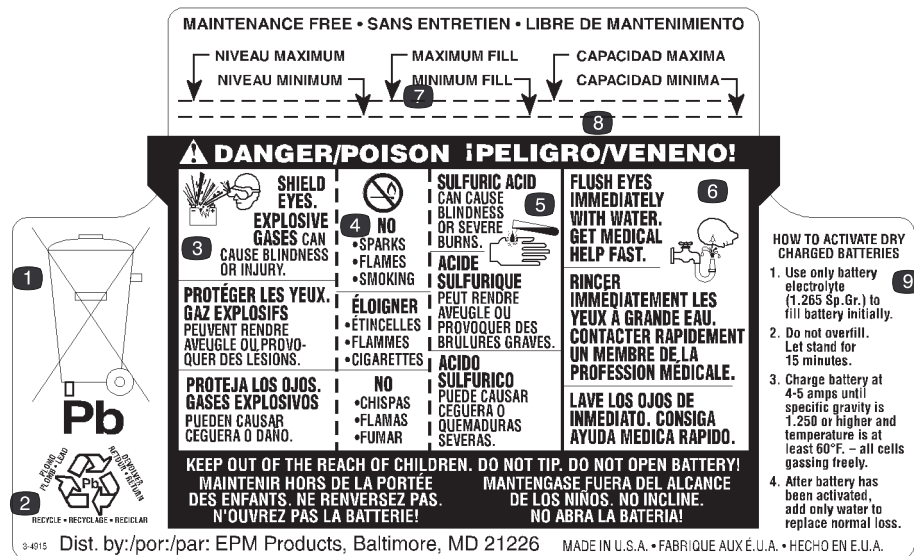 MAINTENANCE FREE • SANS ENTRETIEN • LIBRE DE MANTENIMIENTO
NIVEAU MAXIMUM
MAXIMUM FILL
CAPACIDAD MAXIMA
NIVEAU MINIMUM
MINIMUM FILL
CAPACIDAD MINIMA
7
8
DANGER/POISON ¡PELIGRO/VENENO!
1
Pb
PLOMO
PLOMB • LEAD
DEVOLVER
RETOUR • RETURN
Pb
2
RECYCLE • RECYCLAGE • RECICLAR
3
SHIELD
EYES.
EXPLOSIVE
GASES CAN
CAUSE BLINDNESS
OR INJURY.
PROTÉGER LES YEUX.
GAZ EXPLOSIFS
PEUVENT RENDRE
AVEUGLE OU PROVO-
QUER DES LESIONS.
PROTEJA LOS OJOS.
GASES EXPLOSIVOS
PUEDEN CAUSAR
CEGUERA O DANO.
4
NO
•SPARKS
•FLAMES
•SMOKING
ÉLOIGNER
•ÉTINCELLES
•FLAMMES
•CIGARETTES
NO
•CHISPAS
•FLAMAS
•FUMAR
SULFURIC ACID
CAN CAUSE
BLINDNESS
OR SEVERE
BURNS.
5
ACIDE
SULFURIQUE
PEUT RENDRE
AVEUGLE OU
PROVOQUER DES
BRÛLURES GRAVES.
ACIDO
SULFURICO
PUEDE CAUSAR
CEGUERA O
QUEMADURAS
SEVERAS.
FLUSH EYES
IMMEDIATELY
WITH WATER.
GET MEDICAL
HELP FAST.
6
RINCER
IMMÉDIATEMENT LES
YEUX À GRANDE EAU.
CONTACTER RAPIDEMENT
UN MEMBRE DE LA
PROFESSION MÉDICALE.
LAVE LOS OJOS DE
INMEDIATO. CONSIGA
AYUDA MEDICA RAPIDO.
KEEP OUT OF THE REACH OF CHILDREN. DO NOT TIP. DO NOT OPEN BATTERY!
MAINTENIR HORS DE LA PORTÉE
DES ENFANTS. NE RENVERSEZ PAS.
N'OUVREZ PAS LA BATTERIE!
MANTENGASE FUERA DEL ALCANCE
DE LOS NIÑOS. NO INCLINE.
NO ABRA LA BATERIA!
HOW TO ACTIVATE DRY
CHARGED BATTERIES
9
1. Use only battery
electrolyte
(1.265 Sp.Gr.) to
fill battery initially.
2. Do not overfill.
Let stand for
15 minutes.
3. Charge battery at
4-5 amps until
specific gravity is
1.250 or higher and
temperature is at
least 60°F. – all cells
gassing freely.
4. After battery has
been activated,
add only water to
replace normal loss.
3-4915 Dist. by:/por:/par: EPM Products, Baltimore, MD 21226 MADE IN U.S.A. • FABRIQUE AUX É.U.A. • HECHO EN E.U.A.